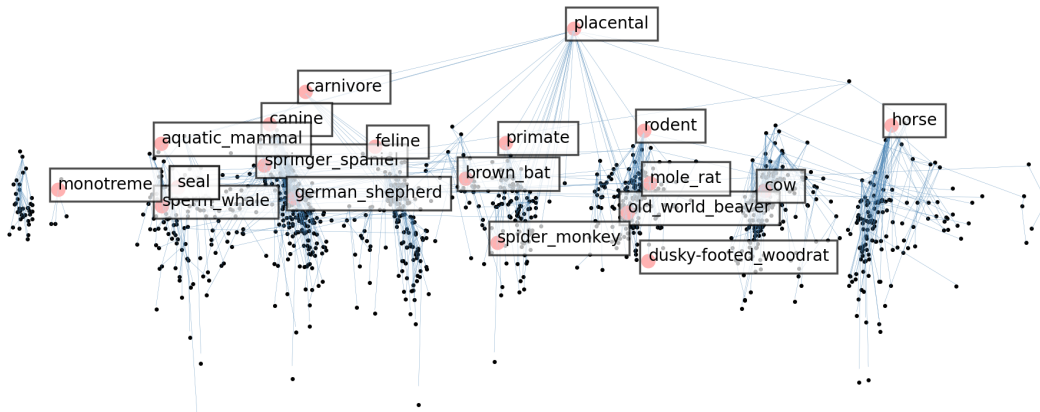 placental
carnivore
canine
horse
rodent
aquatic_mammal
feline
primate
springer_spaniel
brown_bat
mole_rat
monotreme
seal
cow
german_shepherd
sperm_whale
old_world_beaver
spider_monkey
dusky-footed_woodrat